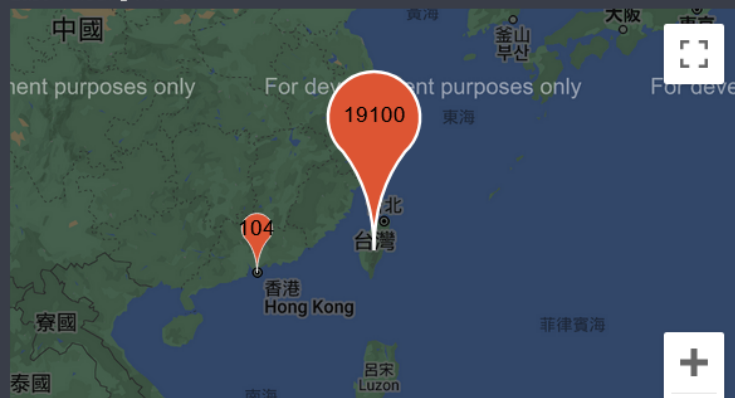 黃海
大阪
東京
中國
釜山
부산
nent purposes only
For dev
ent purposes only
For deve
19100
東海
北
台灣
104
香港
Hong Kong
寮國
菲律賓海
呂宋
Luzon
泰國
南海